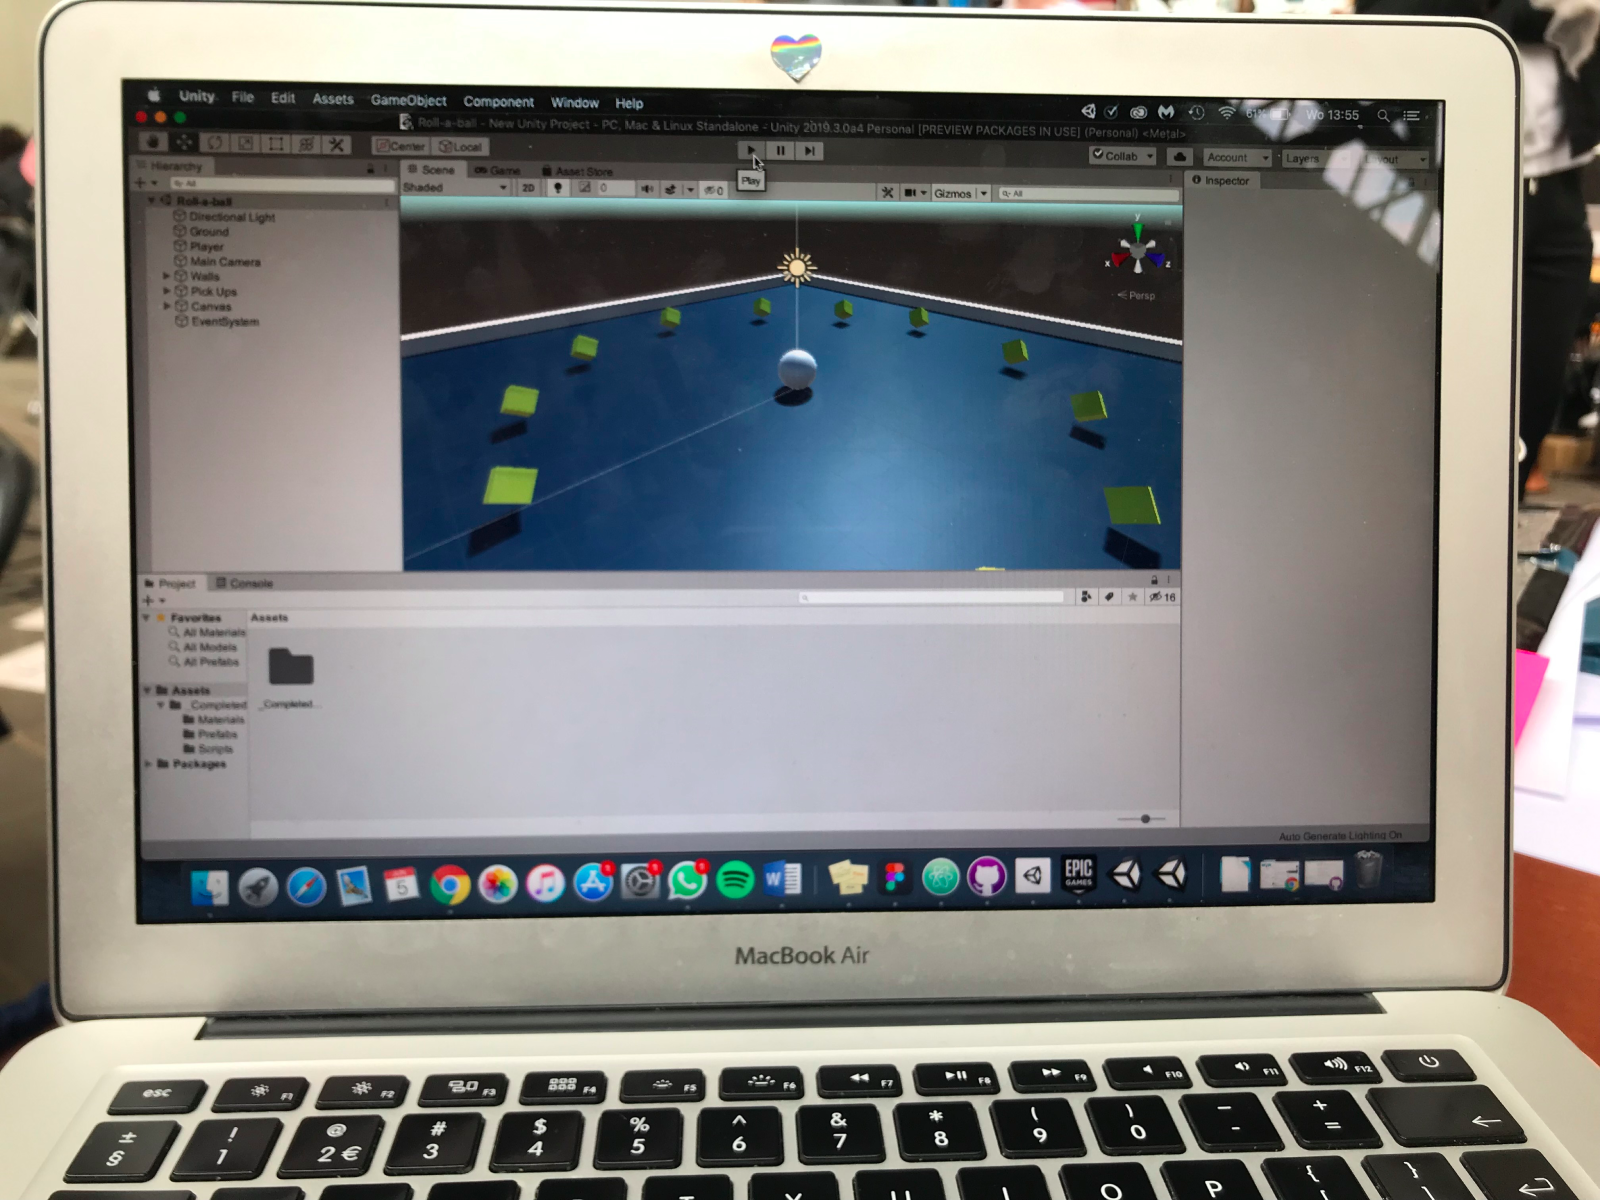 Unity File Edit Assets GameObject Component Window Help
61% Wo 13:55
Roll-a-ball - New Unity Project - PC, Mac & Linux Standalone - Unity 2019.3.0a4 Personal [PREVIEW PACKAGES IN USE] (Personal) <Metal>
Center Local
Collab Account Layers Layout
Hierarchy
All
Scene Game Asset Store
Play
Inspector
Shaded 2D 0 0 Gizmos All
Roll-a-ball
Directional Light
Ground
Player
Main Camera
Walls
Pick Ups
Canvas
EventSystem
y
x z
Persp
Project Console
16
Favorites
All Materials
All Models
All Prefabs
Assets
_Completed
Materials
Prefabs
Scripts
Packages
Assets
_Completed...
Auto Generate Lighting On
5
W
EPIC
GAMES
MacBook Air
esc F1 F2 F3 F4 F5 F6 F7 F8 F9 F10 F11 F12
± ! @ # $ % ^ & * ( ) - +
§ 1 2 € 3 4 5 6 7 8 9 0 - =
T Y U I O P { }